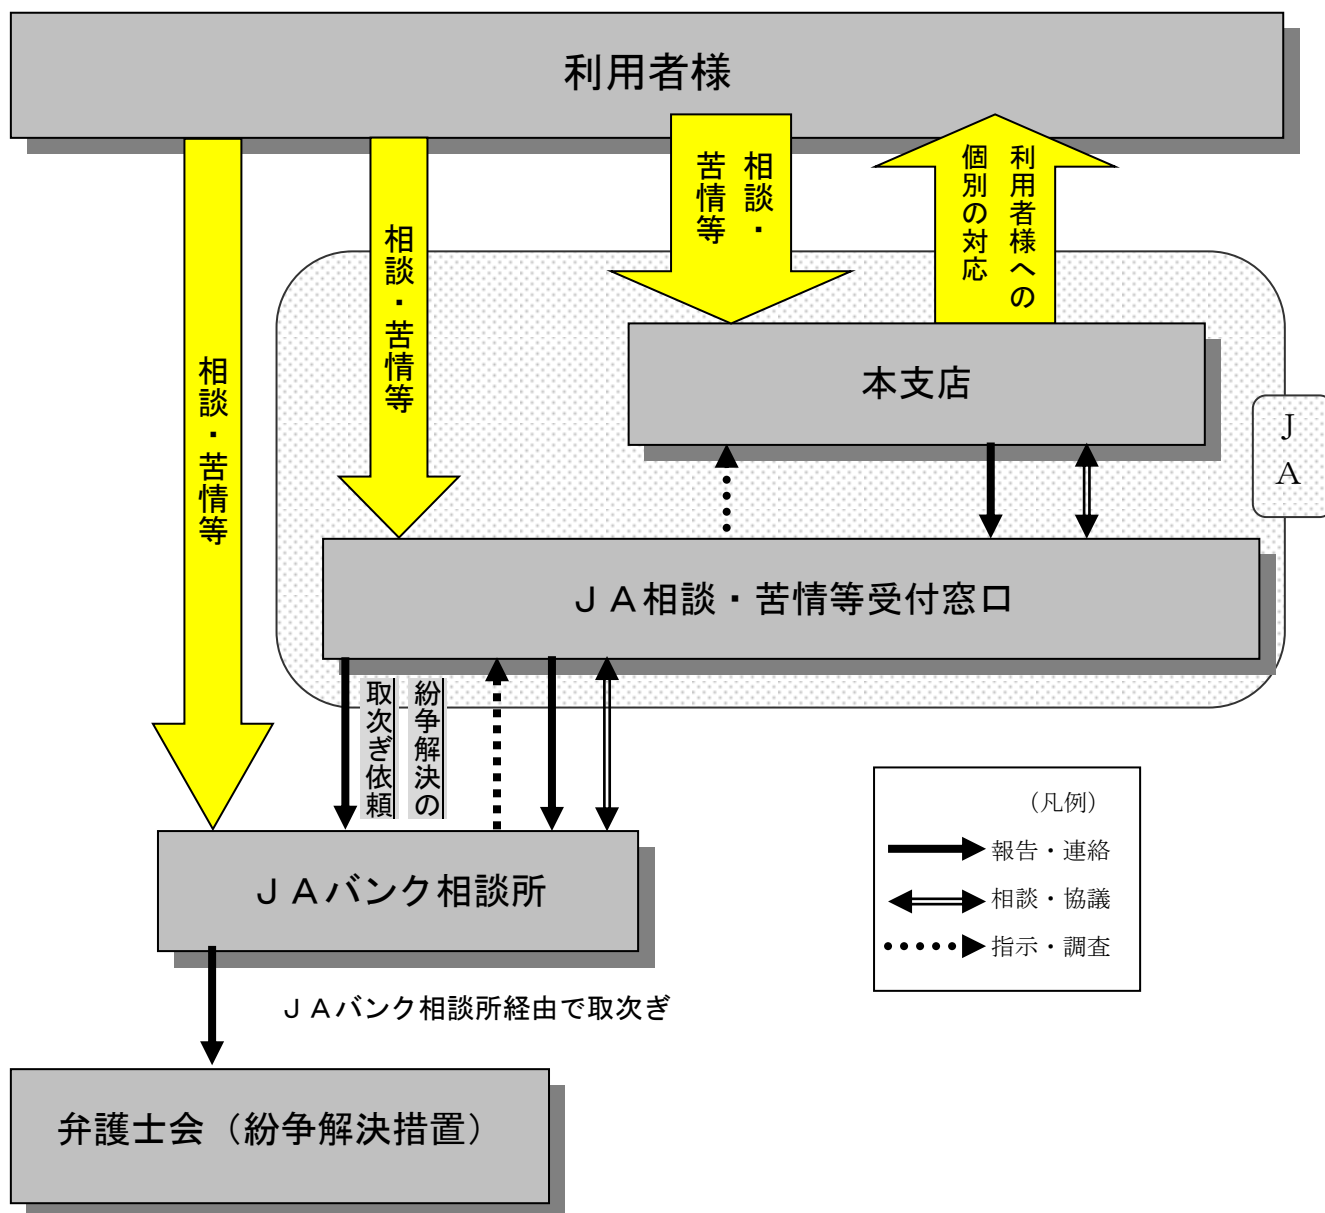 利用者様
相談・苦情等
相談・苦情等
相談・
苦情等
利用者様への
個別の対応
本支店
ＪＡ
ＪＡ相談・苦情等受付窓口
紛争解決の
取次ぎ依頼
ＪＡバンク相談所
（凡例）
報告・連絡
相談・協議
指示・調査
ＪＡバンク相談所経由で取次ぎ
弁護士会（紛争解決措置）